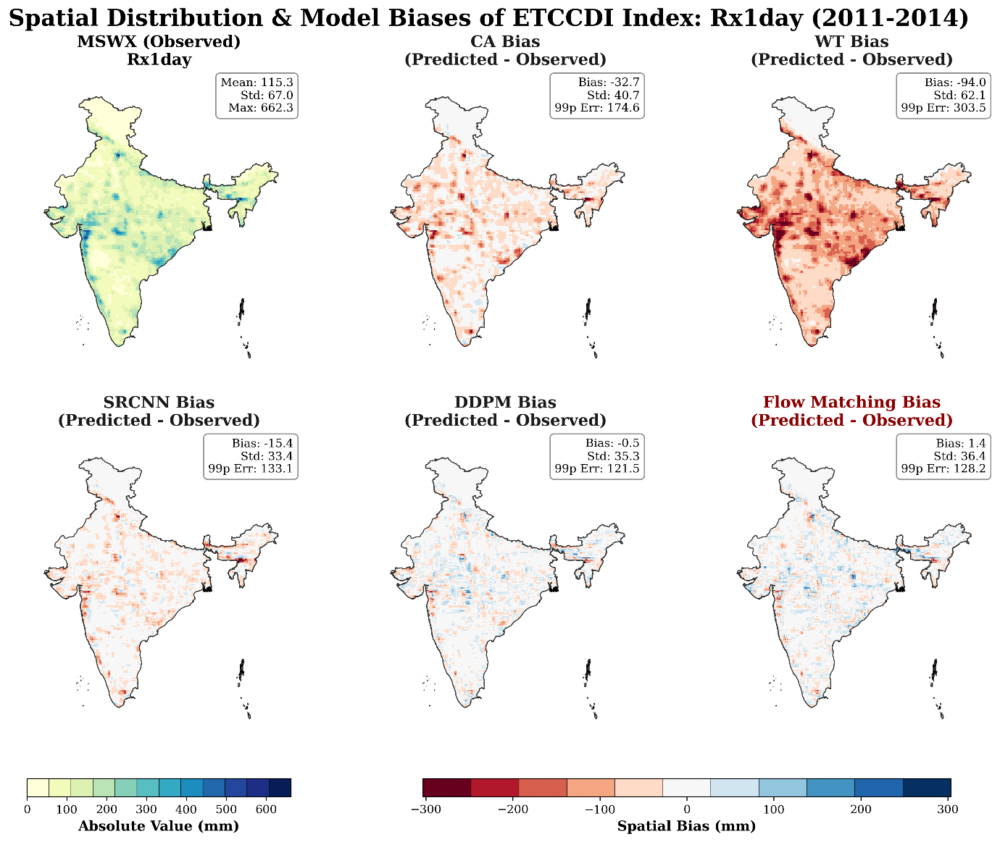 Spatial Distribution & Model Biases of ETCCDI Index: Rx1day (2011-2014)
MSWX (Observed)
Rx1day
Mean: 115.3
Std: 67.0
Max: 662.3
CA Bias
(Predicted - Observed)
Bias: -32.7
Std: 40.7
99p Err: 174.6
WT Bias
(Predicted - Observed)
Bias: -94.0
Std: 62.1
99p Err: 303.5
SRCNN Bias
(Predicted - Observed)
Bias: -15.4
Std: 33.4
99p Err: 133.1
DDPM Bias
(Predicted - Observed)
Bias: -0.5
Std: 35.3
99p Err: 121.5
Flow Matching Bias
(Predicted - Observed)
Bias: 1.4
Std: 36.4
99p Err: 128.2
0 100 200 300 400 500 600
Absolute Value (mm)
−300 −200 −100 0 100 200 300
Spatial Bias (mm)